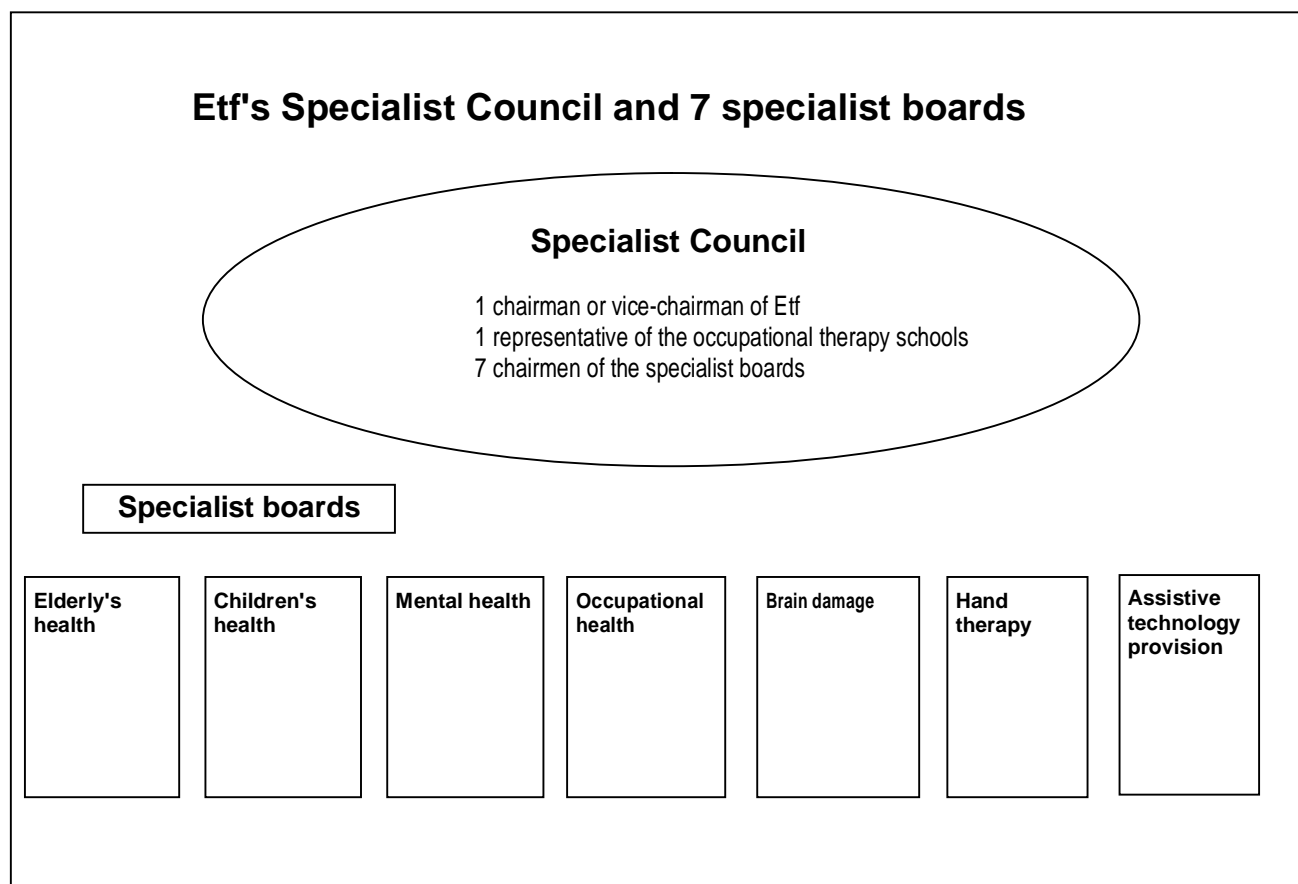 Etf's Specialist Council and 7 specialist boards
Specialist Council
1 chairman or vice-chairman of Etf
1 representative of the occupational therapy schools
7 chairmen of the specialist boards
Specialist boards
Elderly's
health
Children's
health
Mental health
Occupational
health
Brain damage
Hand
therapy
Assistive
technology
provision